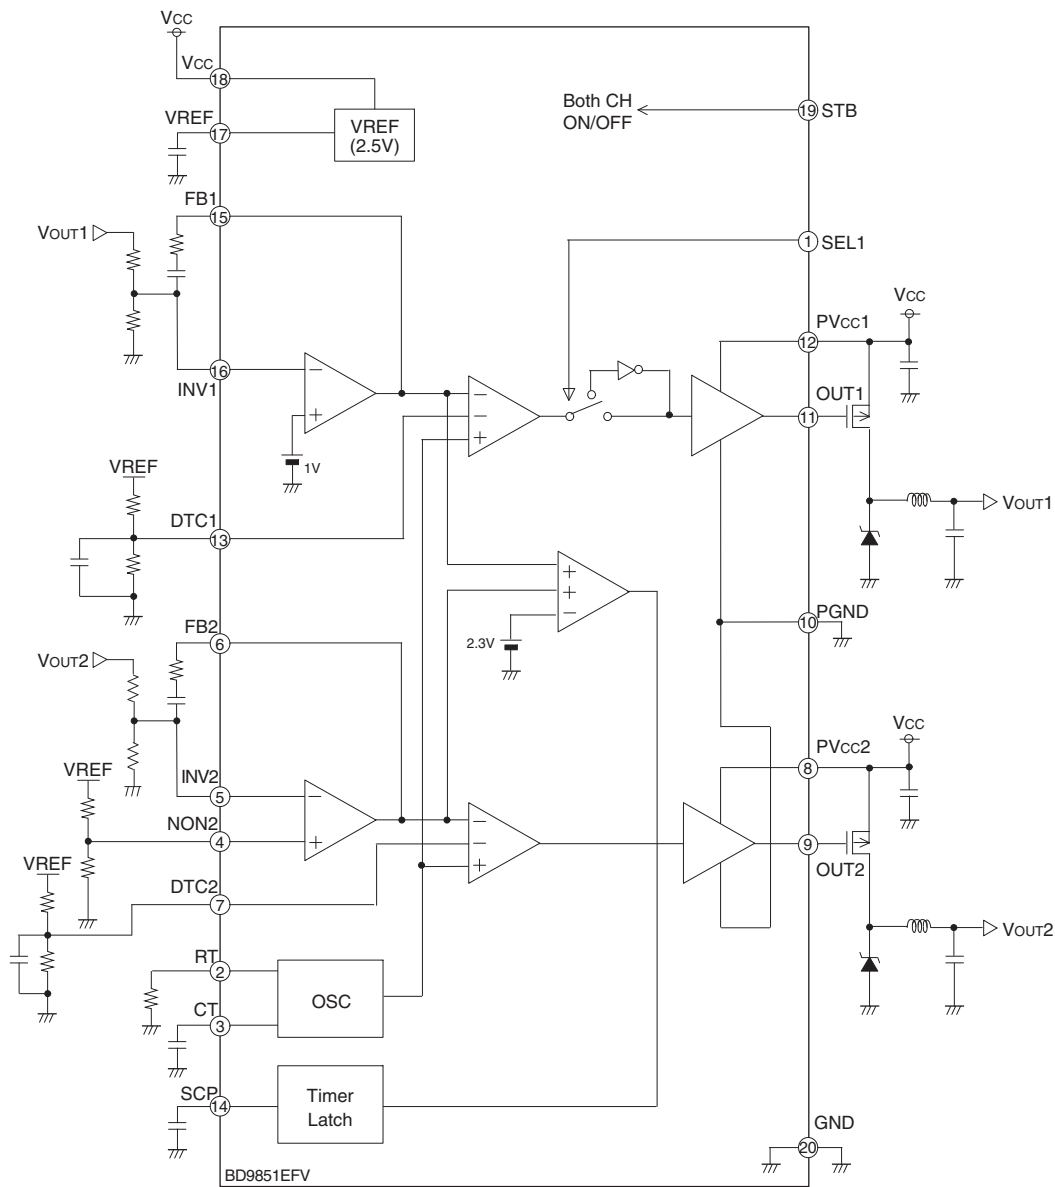 VCC
VCC
18
VREF
17
VREF
(2.5V)
Both CH
ON/OFF
19
STB
FB1
15
VOUT1
1
SEL1
VCC
PVCC1
12
16
INV1
−
+
1V
−
−
+
OUT1
11
VREF
DTC1
13
VOUT1
+
+
−
2.3V
PGND
10
FB2
6
VOUT2
VCC
PVCC2
8
VREF
INV2
5
NON2
4
−
+
−
−
+
9
OUT2
VREF
DTC2
7
VOUT2
RT
2
OSC
CT
3
SCP
14
Timer
Latch
GND
20
BD9851EFV